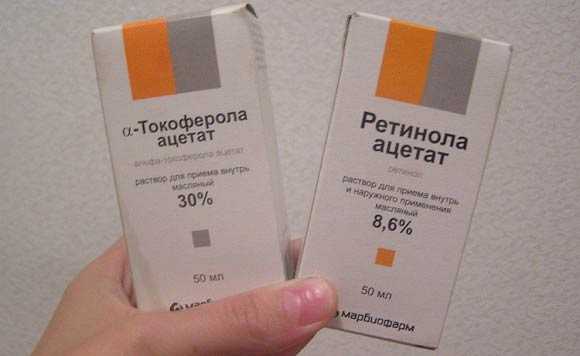 α-Токоферола
ацетат
альфа-токоферола ацетат
раствор для приема внутрь
масляный
30%
50 мл
Ретинола
ацетат
ретинол
раствор для приема внутрь
и наружного применения
масляный
8,6%
50 мл
марбиофарм